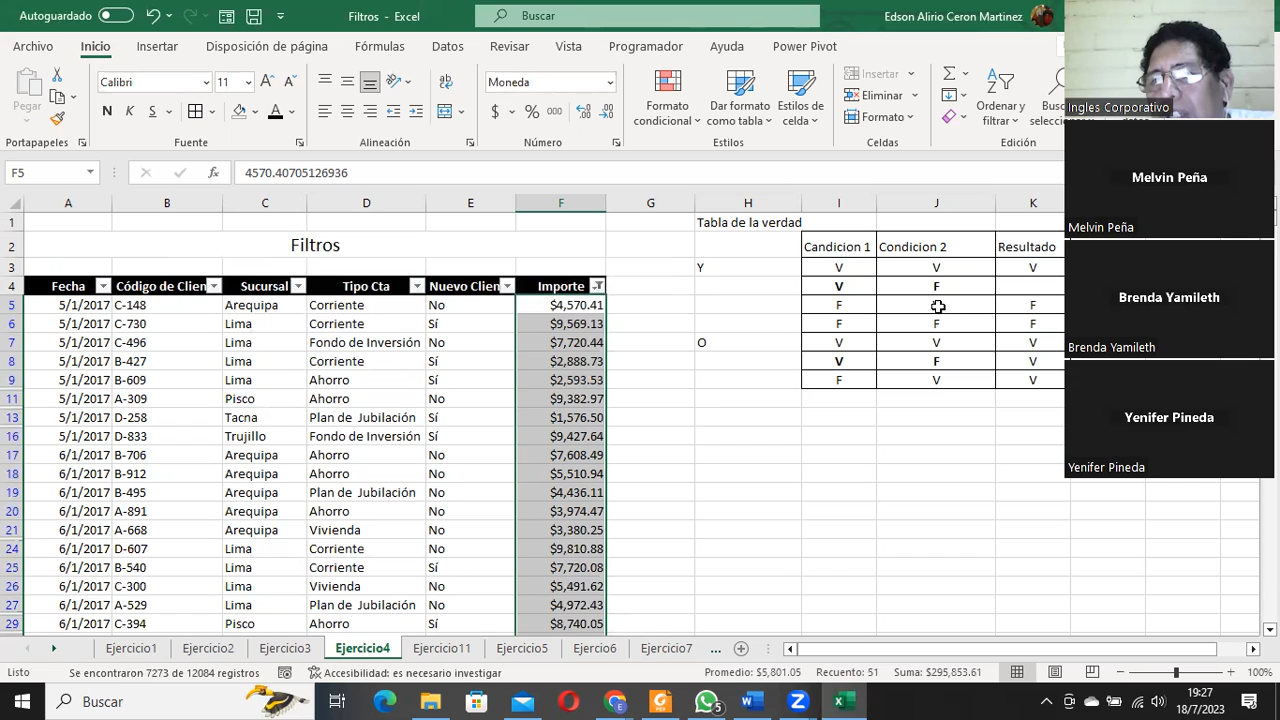 Autoguardado Filtros - Excel Buscar Edson Alirio Ceron Martinez
Archivo Inicio Insertar Disposición de página Fórmulas Datos Revisar Vista Programador Ayuda Power Pivot
Pegar Calibri 11 Moneda Formato condicional Dar formato como tabla Estilos de celda Insertar Eliminar Formato Ordenar y filtrar
N K S $ % 000
Portapapeles Fuente Alineación Número Estilos Celdas Edición
F5 fx 4570.40705126936
A B C D E F G H I J K
1 Tabla de la verdad
2 Filtros Candicion 1 Condicion 2 Resultado
3 Y V V V
4 Fecha Código de Clien Sucursal Tipo Cta Nuevo Clien Importe V F
5 5/1/2017 C-148 Arequipa Corriente No $4,570.41 F F
6 5/1/2017 C-730 Lima Corriente Sí $9,569.13 F F F
7 5/1/2017 C-496 Lima Fondo de Inversión No $7,720.44 O V V V
8 5/1/2017 B-427 Lima Corriente Sí $2,888.73 V F V
9 5/1/2017 B-609 Lima Ahorro Sí $2,593.53 F V V
11 5/1/2017 A-309 Pisco Ahorro No $9,382.97
13 5/1/2017 D-258 Tacna Plan de Jubilación Sí $1,576.50
16 5/1/2017 D-833 Trujillo Fondo de Inversión Sí $9,427.64
17 6/1/2017 B-706 Arequipa Ahorro No $7,608.49
18 6/1/2017 B-912 Arequipa Ahorro No $5,510.94
19 6/1/2017 B-495 Arequipa Plan de Jubilación No $4,436.11
20 6/1/2017 A-891 Arequipa Ahorro No $3,974.47
21 6/1/2017 A-668 Arequipa Vivienda No $3,380.25
24 6/1/2017 D-607 Lima Corriente No $9,810.88
25 6/1/2017 B-540 Lima Corriente Sí $7,720.08
26 6/1/2017 C-300 Lima Vivienda No $5,491.62
27 6/1/2017 A-529 Lima Plan de Jubilación No $4,972.43
29 6/1/2017 C-394 Pisco Ahorro Sí $8,740.05
Ejercicio1 Ejercicio2 Ejercicio3 Ejercicio4 Ejercicio11 Ejercicio5 Ejercio6 Ejercicio7 ...
Listo Se encontraron 7273 de 12084 registros Accesibilidad: es necesario investigar Promedio: $5,801.05 Recuento: 51 Suma: $295,853.61 100%
Buscar 5 19:27
18/7/2023
Ingles Corporativo
Melvin Peña
Melvin Peña
Brenda Yamileth
Brenda Yamileth
Yenifer Pineda
Yenifer Pineda